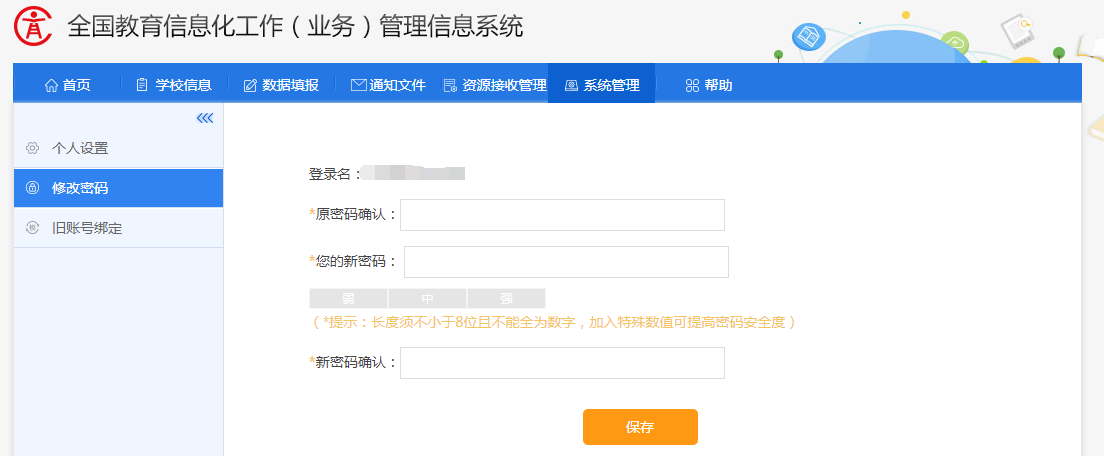 全国教育信息化工作（业务）管理信息系统
首页 学校信息 数据填报 通知文件 资源接收管理 系统管理 帮助
个人设置
修改密码
旧账号绑定
登录名：
*原密码确认：
*您的新密码：
弱 中 强
（*提示：长度须不小于8位且不能全为数字，加入特殊数值可提高密码安全度）
*新密码确认：
保存